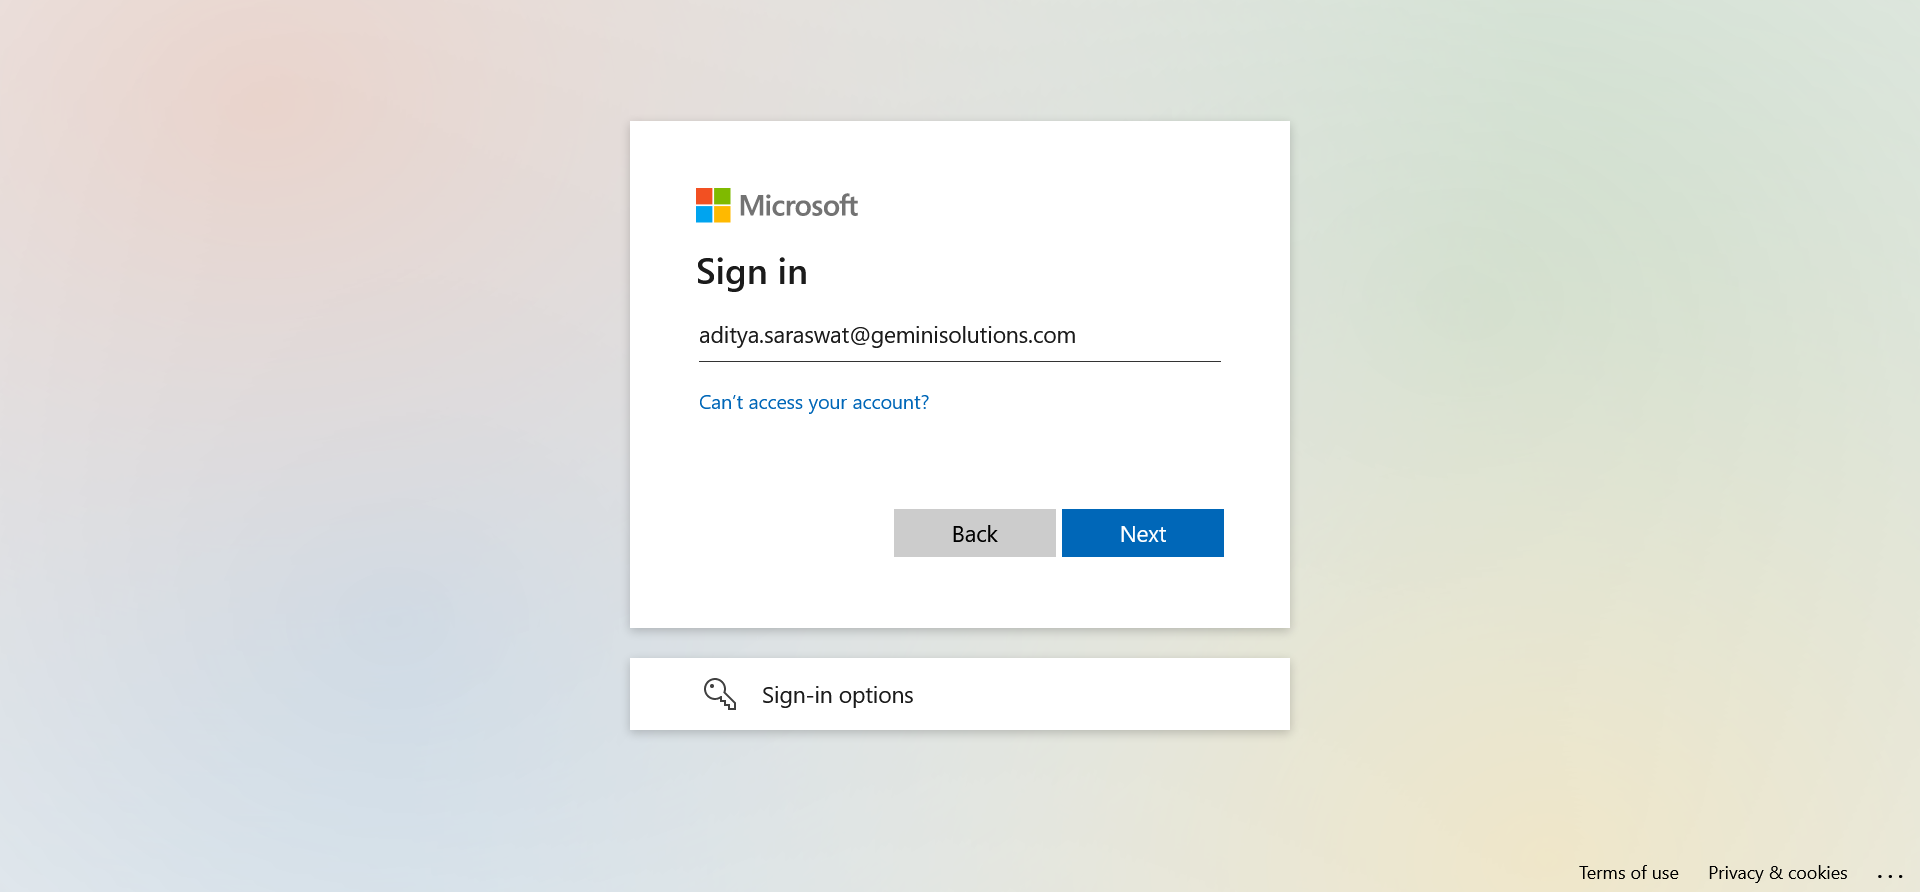 Microsoft
Sign in
aditya.saraswat@geminisolutions.com
Can’t access your account?
Back
Next
Sign-in options
Terms of use
Privacy & cookies
...